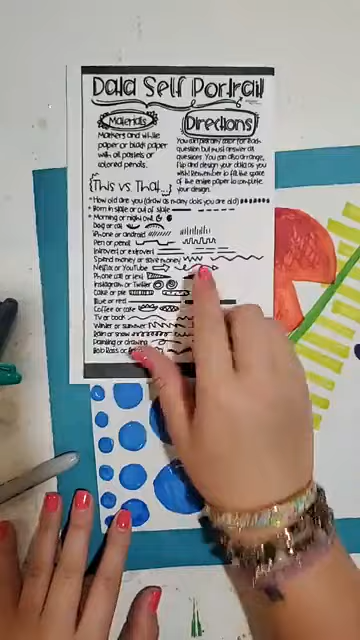 Data Self Portrait
Materials
Markers and white
paper or black paper
with oil pastels or
colored pencils.
Directions
You can pick any color for each
question but must answer all
questions. You can also arrange,
flip and design your data as you
wish! Remember to fill the space
of the entire paper to complete
your design.
This vs. That...
How old are you (draw as many dots you are old)
Born in state or out of state
Morning or night owl
Dog or cat
iPhone or android
Pen or pencil
Introvert or extrovert
Spend money or save money
Netflix or YouTube
Phone call or text
Instagram or Twitter
Cake or pie
Blue or red
Coffee or coke
TV or book
Winter or summer
Rain or snow
Painting or drawing
Bob Ross or